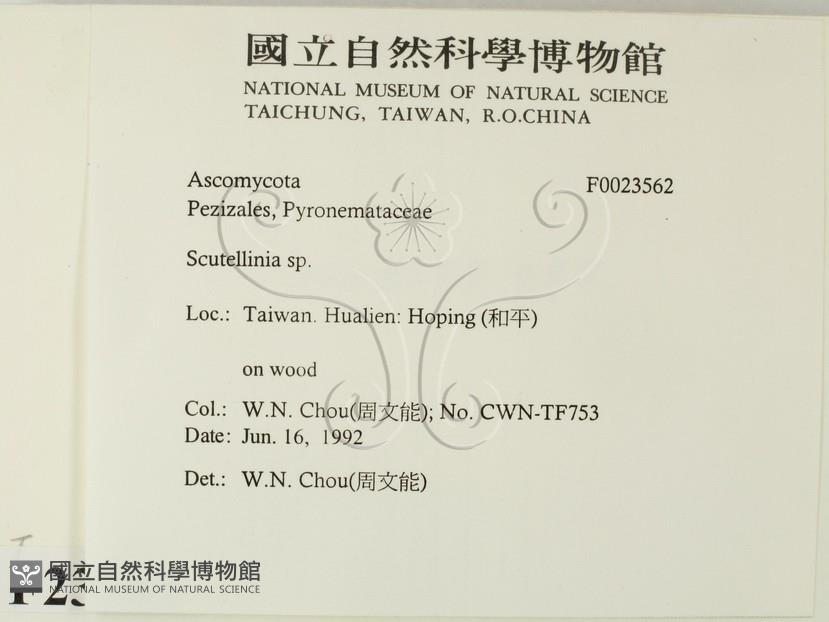 國立自然科學博物館
NATIONAL MUSEUM OF NATURAL SCIENCE
TAICHUNG, TAIWAN, R.O.CHINA
Ascomycota F0023562
Pezizales, Pyronemataceae
Scutellinia sp.
Loc.: Taiwan. Hualien: Hoping (和平)
on wood
Col.: W.N. Chou(周文能); No. CWN-TF753
Date: Jun. 16, 1992
Det.: W.N. Chou(周文能)
國立自然科學博物館
NATIONAL MUSEUM OF NATURAL SCIENCE